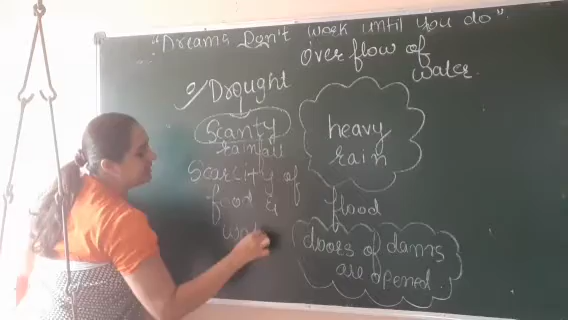 "Dreams Don't work until you do".
over flow of
water.
Drought
Scanty
rainfall
Scarcity of
food &
heavy
rain
flood
doors of dams
are opened.